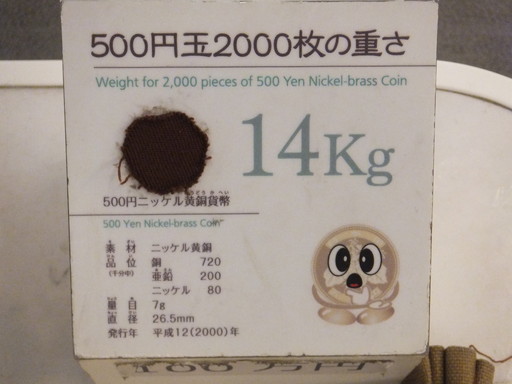 500円玉2000枚の重さ
Weight for 2,000 pieces of 500 Yen Nickel-brass Coin
14Kg
500円ニッケル黄銅貨幣
500 Yen Nickel-brass Coin
素材 ニッケル黄銅
品位 銅 720
(千分中) 亜鉛 200
ニッケル 80
量目 7g
直径 26.5mm
発行年 平成12(2000)年